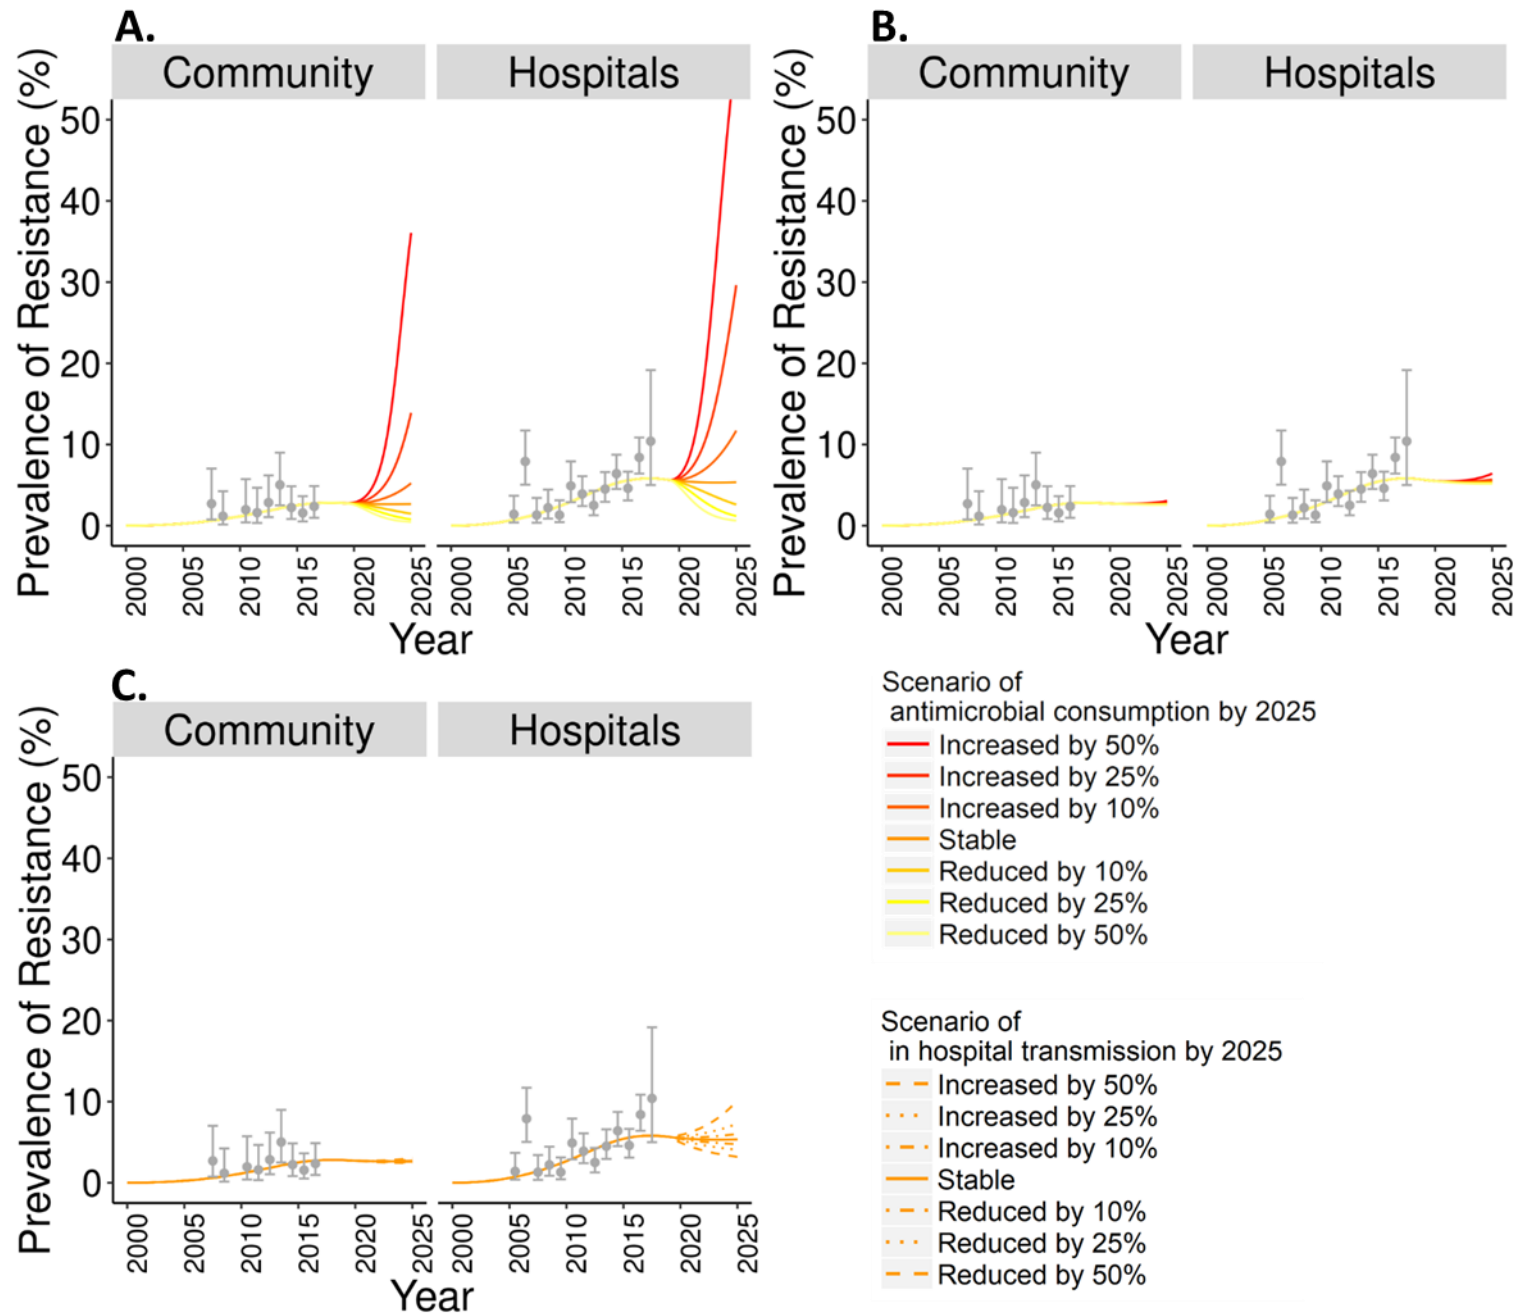 A.
Community
Hospitals
Prevalence of Resistance (%)
50
40
30
20
10
0
2000
2005
2010
2015
2020
2025
2000
2005
2010
2015
2020
2025
Year
B.
Community
Hospitals
Prevalence of Resistance (%)
50
40
30
20
10
0
2000
2005
2010
2015
2020
2025
2000
2005
2010
2015
2020
2025
Year
C.
Community
Hospitals
Prevalence of Resistance (%)
50
40
30
20
10
0
2000
2005
2010
2015
2020
2025
2000
2005
2010
2015
2020
2025
Year
Scenario of
antimicrobial consumption by 2025
Increased by 50%
Increased by 25%
Increased by 10%
Stable
Reduced by 10%
Reduced by 25%
Reduced by 50%
Scenario of
in hospital transmission by 2025
Increased by 50%
Increased by 25%
Increased by 10%
Stable
Reduced by 10%
Reduced by 25%
Reduced by 50%